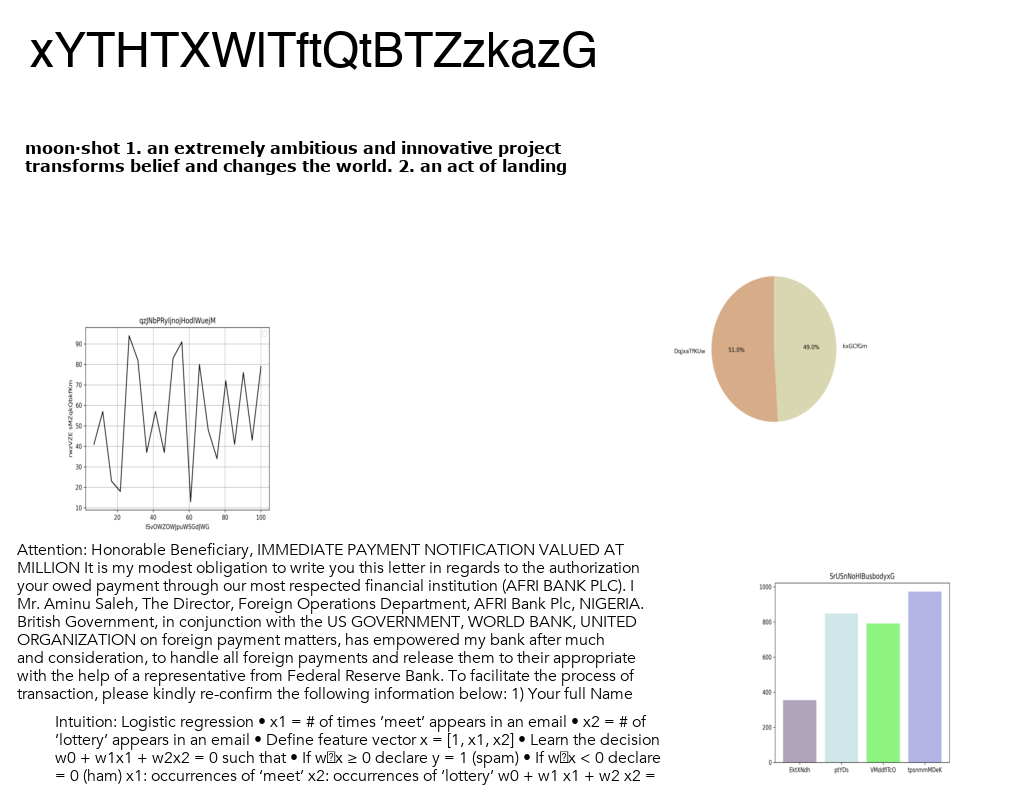 xYTHTXWlTftQtBTZzkazG
moon·shot 1. an extremely ambitious and innovative project
transforms belief and changes the world. 2. an act of landing
DqjxaTfKUw
51.0%
49.0%
kxGCfGm
90
80
70
60
50
40
30
20
10
20
40
60
80
100
Attention: Honorable Beneficiary, IMMEDIATE PAYMENT NOTIFICATION VALUED AT
MILLION It is my modest obligation to write you this letter in regards to the authorization
your owed payment through our most respected financial institution (AFRI BANK PLC). I
Mr. Aminu Saleh, The Director, Foreign Operations Department, AFRI Bank Plc, NIGERIA.
British Government, in conjunction with the US GOVERNMENT, WORLD BANK, UNITED
ORGANIZATION on foreign payment matters, has empowered my bank after much
and consideration, to handle all foreign payments and release them to their appropriate
with the help of a representative from Federal Reserve Bank. To facilitate the process of
transaction, please kindly re-confirm the following information below: 1) Your full Name
SrUSnNoHlBusbodyxG
1000
800
600
400
200
0
EktXNdh
ptYDs
tpsnmmMDeK
Intuition: Logistic regression • x1 = # of times ‘meet’ appears in an email • x2 = # of
‘lottery’ appears in an email • Define feature vector x = [1, x1, x2] • Learn the decision
w0 + w1x1 + w2x2 = 0 such that • If w x ≥ 0 declare y = 1 (spam) • If w x < 0 declare
= 0 (ham) x1: occurrences of ‘meet’ x2: occurrences of ‘lottery’ w0 + w1 x1 + w2 x2 =